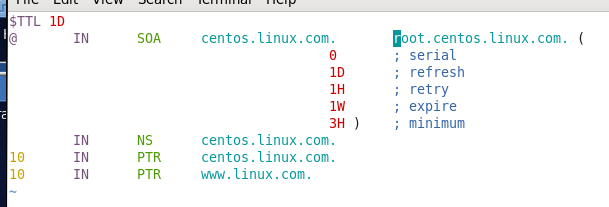 Edit View Search Terminal Help
$TTL 1D
@ IN SOA centos.linux.com. root.centos.linux.com. (
0 ; serial
1D ; refresh
1H ; retry
1W ; expire
3H ) ; minimum
IN NS centos.linux.com.
10 IN PTR centos.linux.com.
10 IN PTR www.linux.com.
~